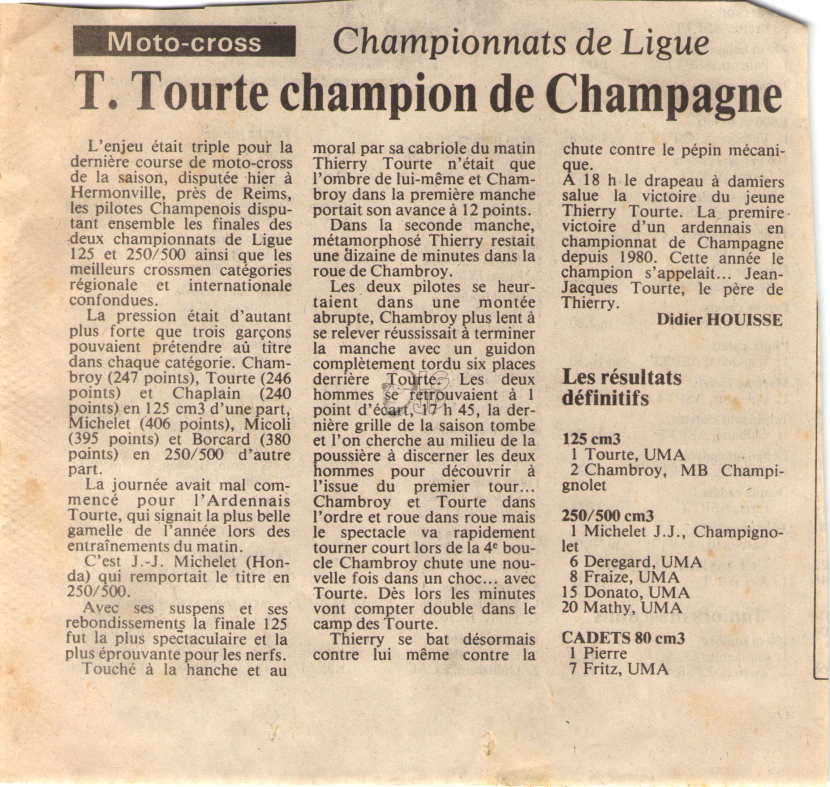 Moto-cross Championnats de Ligue
T. Tourte champion de Champagne
L'enjeu était triple pour la
dernière course de moto-cross
de la saison, disputée hier à
Hermonville, près de Reims,
les pilotes Champenois dispu-
tant ensemble les finales des
deux championnats de Ligue
125 et 250/500 ainsi que les
meilleurs crossmen catégories
régionale et internationale
confondues.
La pression était d'autant
plus forte que trois garçons
pouvaient prétendre aû titre
dans chaque catégorie. Cham-
broy (247 points), Tourte (246
points) et Chaplain (240
points) en 125 cm3 d'une part,
Michelet (406 points), Micoli
(395 points) et Borcard (380
points) en 250/500 d'autre
part.
La journée avait mal com-
mencé pour l'Ardennais
Tourte, qui signait la plus belle
gamelle de l'année lors des
entraînements du matin.
C'est J.-J. Michelet (Hon-
da) qui remportait le titre en
250/500.
Avec ses suspens et ses
rebondissements la finale 125
fut la plus spectaculaire et la
plus éprouvante pour les nerfs.
Touché à la hanche et au
moral par sa cabriole du matin
Thierry Tourte n'était que
l'ombre de lui-même et Cham-
broy dans la première manche
portait son avance à 12 points.
Dans la seconde manche,
métamorphosé Thierry restait
une dizaine de minutes dans la
roue de Chambroy.
Les deux pilotes se heur-
taient dans une montée
abrupte, Chambroy plus lent à
se relever réussissait à terminer
la manche avec un guidon
complètement tordu six places
derrière Tourte. Les deux
hommes se retrouvaient à 1
point d'écart, 17 h 45, la der-
nière grille de la saison tombe
et l'on cherche au milieu de la
poussière à discerner les deux
hommes pour découvrir à
l'issue du premier tour...
Chambroy et Tourte dans
l'ordre et roue dans roue mais
le spectacle va rapidement
tourner court lors de la 4e bou-
cle Chambroy chute une nou-
velle fois dans un choc... avec
Tourte. Dès lors les minutes
vont compter double dans le
camp des Tourte.
Thierry se bat désormais
contre lui même contre la
chute contre le pépin mécani-
que.
A 18 h le drapeau à damiers
salue la victoire du jeune
Thierry Tourte. La premire
victoire d'un ardennais en
championnat de Champagne
depuis 1980. Cette année le
champion s'appelait... Jean-
Jacques Tourte, le père de
Thierry.
Didier HOUISSE
Les résultats
définitifs
125 cm3
1 Tourte, UMA
2 Chambroy, MB Champi-
gnolet
250/500 cm3
1 Michelet J.J., Champigno-
let
6 Deregard, UMA
8 Fraize, UMA
15 Donato, UMA
20 Mathy, UMA
CADETS 80 cm3
1 Pierre
7 Fritz, UMA